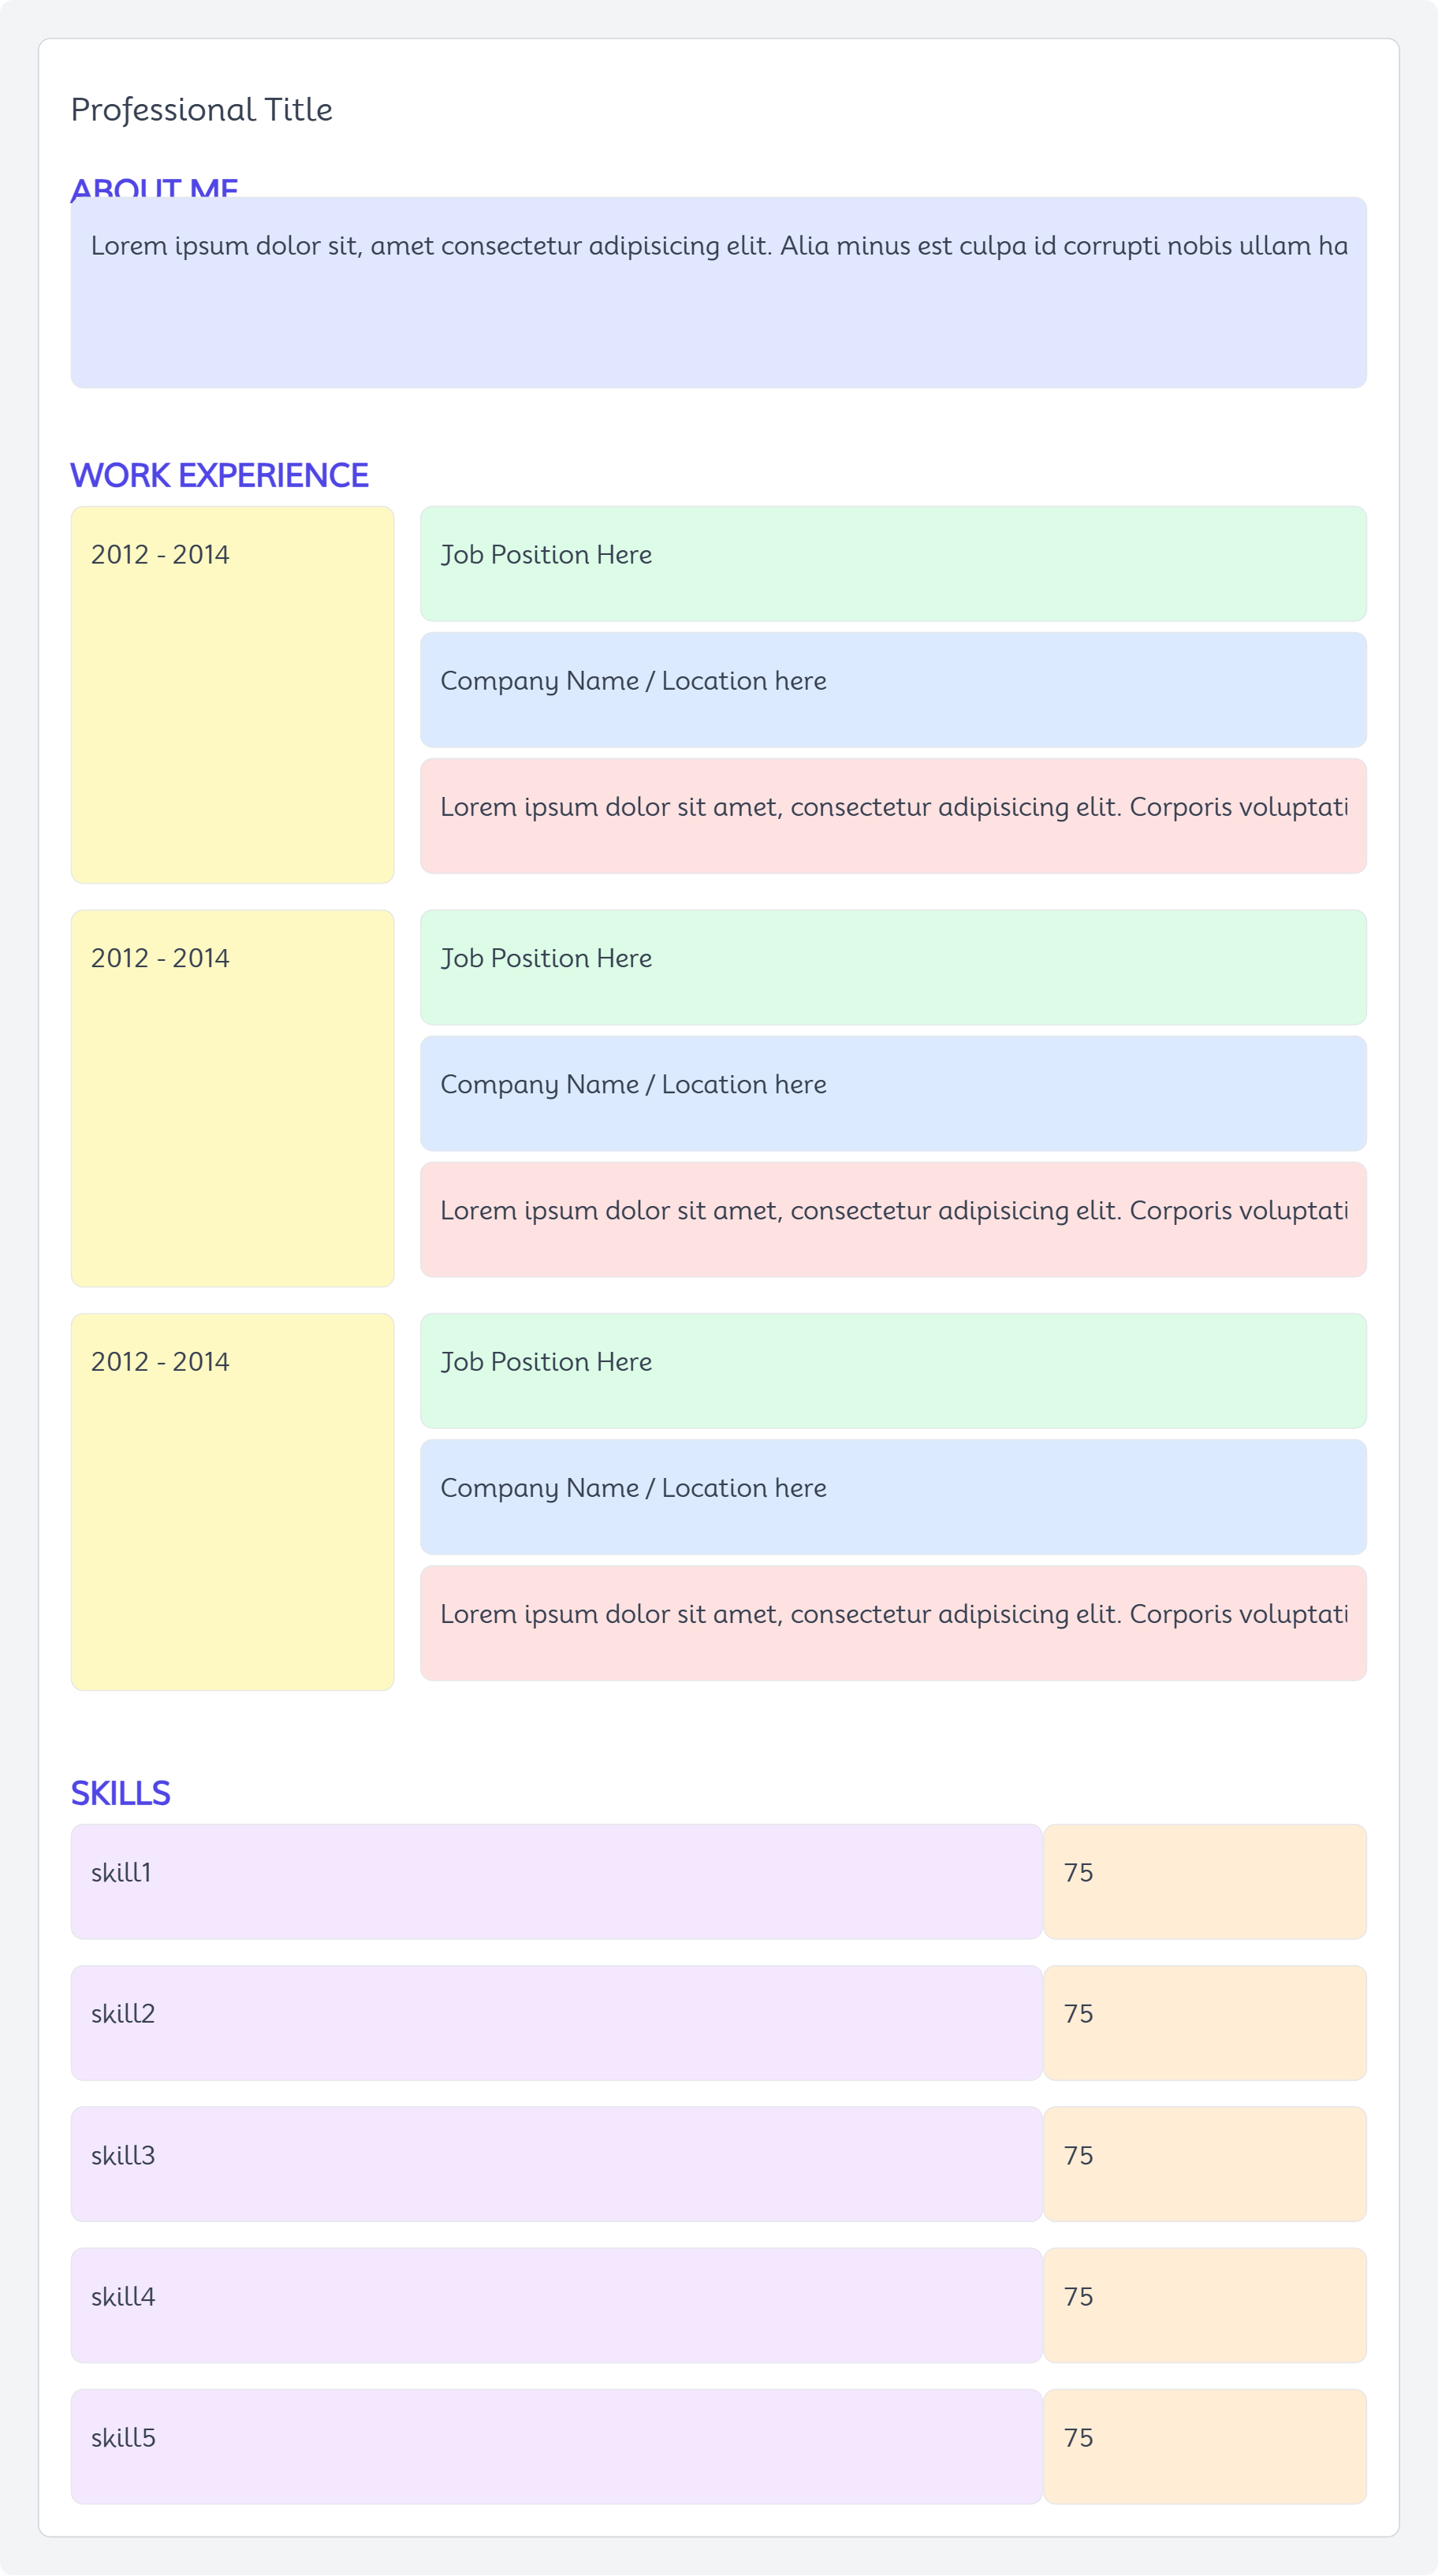 Professional Title
ABOUT ME
Lorem ipsum dolor sit, amet consectetur adipisicing elit. Alia minus est culpa id corrupti nobis ullam ha
WORK EXPERIENCE
2012 - 2014
Job Position Here
Company Name / Location here
Lorem ipsum dolor sit amet, consectetur adipisicing elit. Corporis voluptati
2012 - 2014
Job Position Here
Company Name / Location here
Lorem ipsum dolor sit amet, consectetur adipisicing elit. Corporis voluptati
2012 - 2014
Job Position Here
Company Name / Location here
Lorem ipsum dolor sit amet, consectetur adipisicing elit. Corporis voluptati
SKILLS
skill1 75
skill2 75
skill3 75
skill4 75
skill5 75